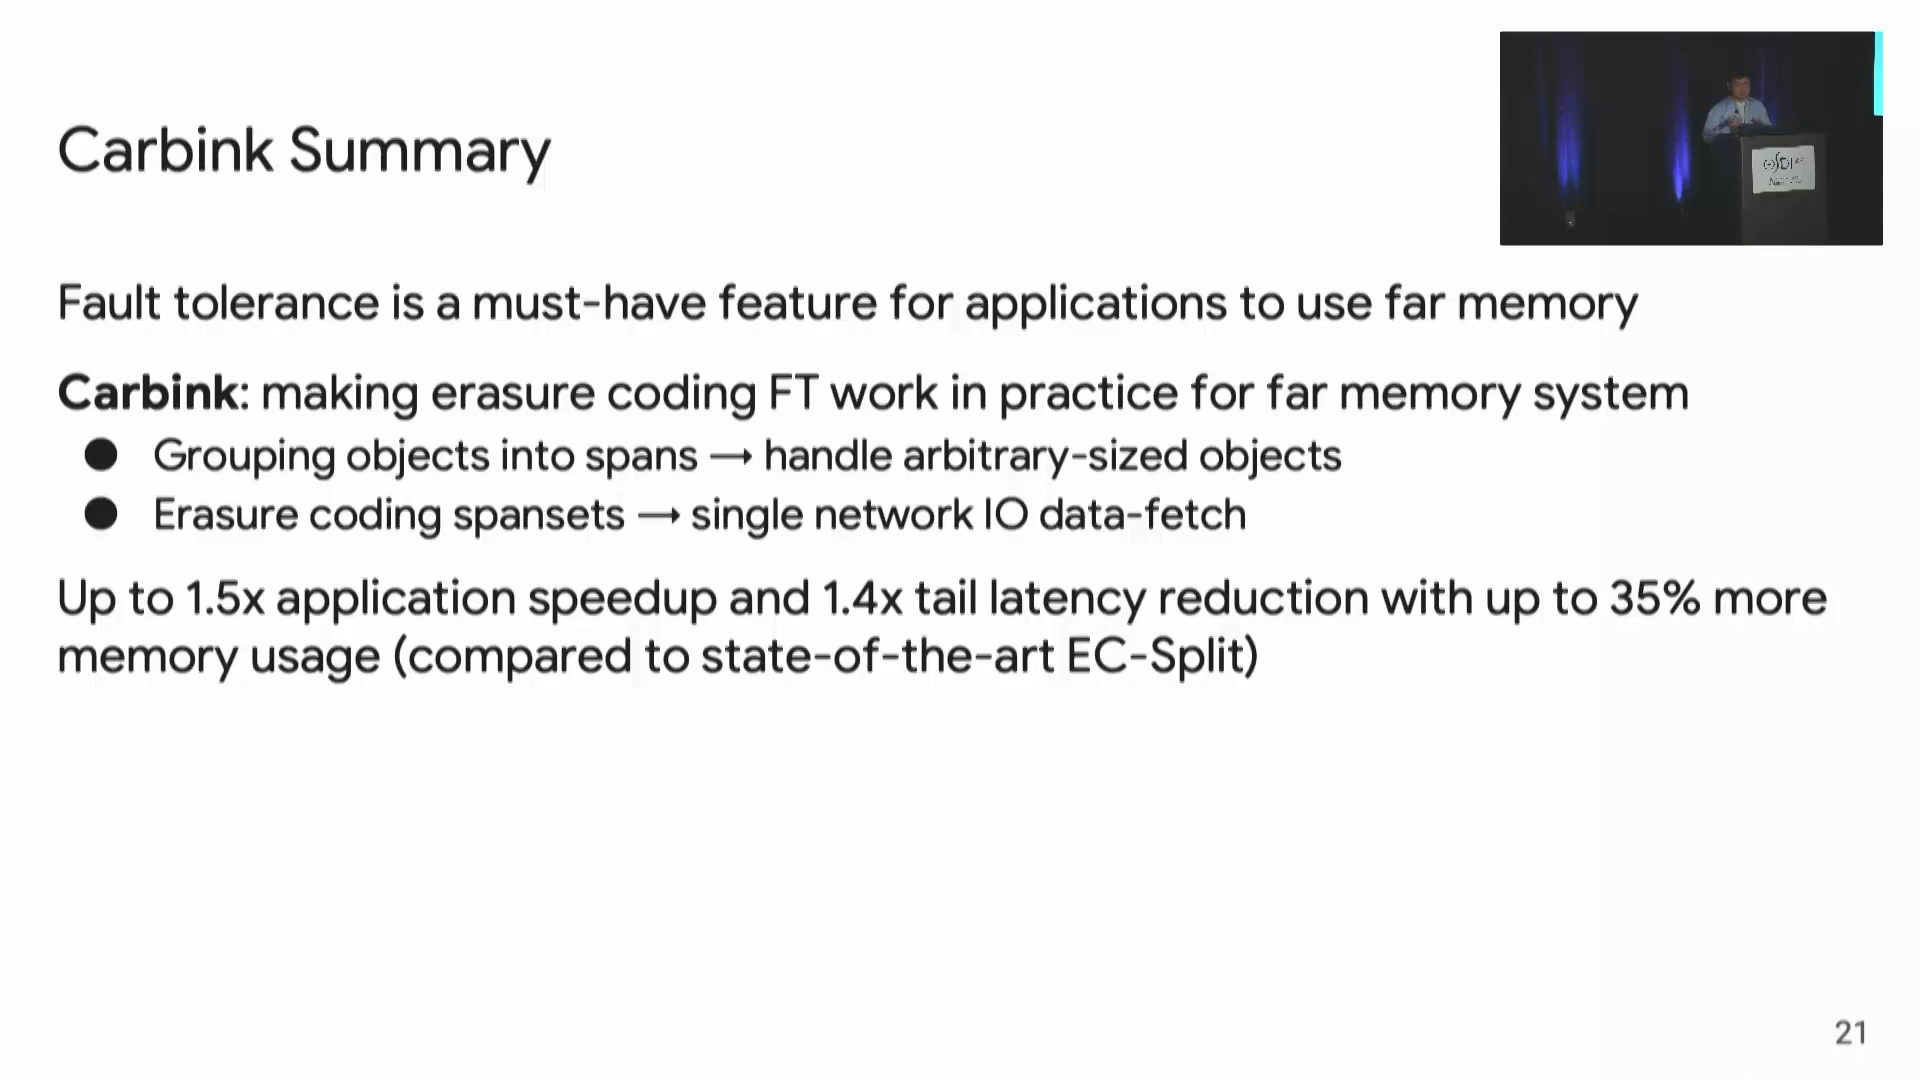 Carbink Summary
Fault tolerance is a must-have feature for applications to use far memory
Carbink: making erasure coding FT work in practice for far memory system
● Grouping objects into spans → handle arbitrary-sized objects
● Erasure coding spansets → single network IO data-fetch
Up to 1.5x application speedup and 1.4x tail latency reduction with up to 35% more
memory usage (compared to state-of-the-art EC-Split)
21